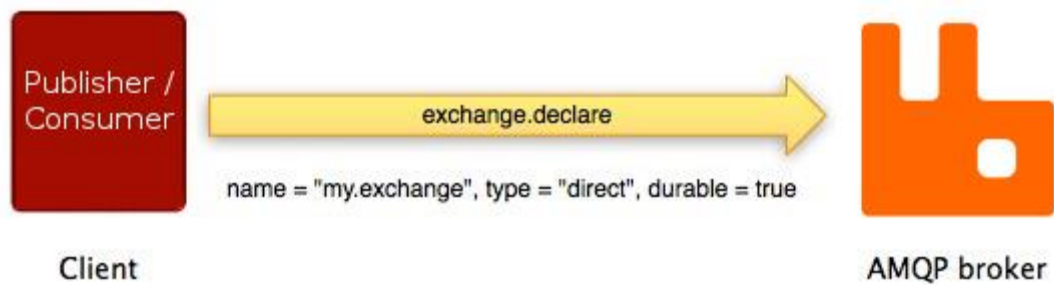 Publisher /
Consumer
exchange.declare
name = "my.exchange", type = "direct", durable = true
Client
AMQP broker